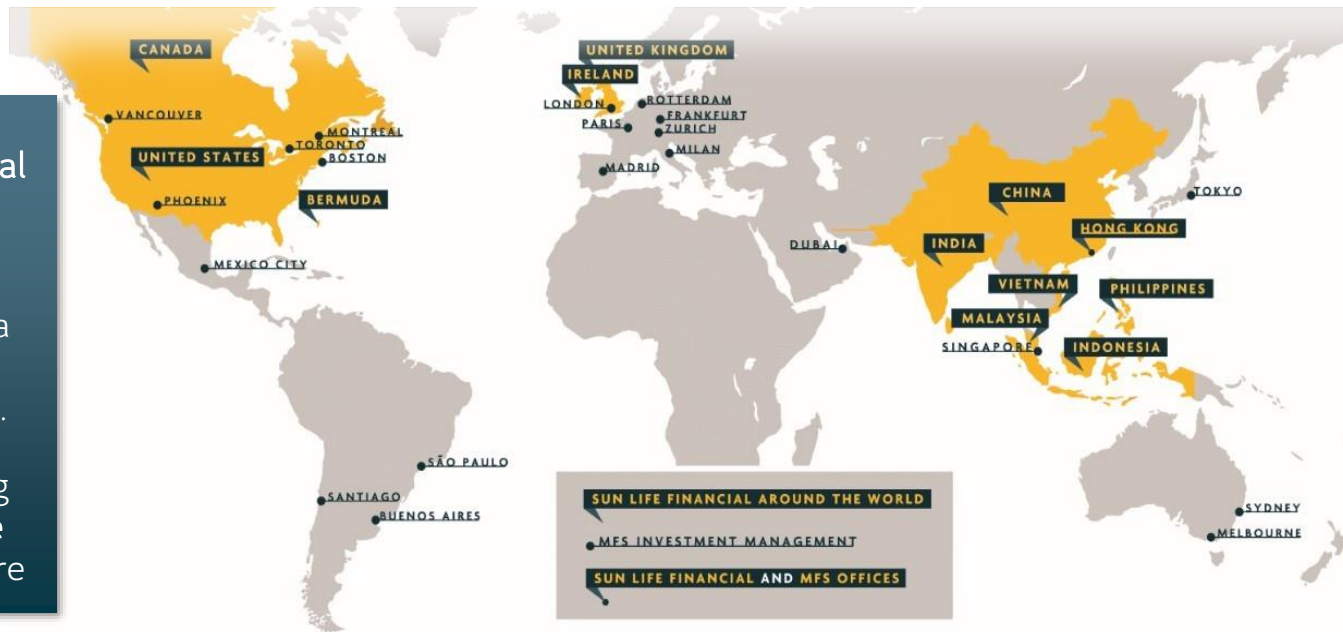 al
a
.
g
e
re
CANADA
VANCOUVER
MONTREAL
TORONTO
UNITED STATES
BOSTON
PHOENIX
BERMUDA
MEXICO CITY
SÃO PAULO
SANTIAGO
BUENOS AIRES
UNITED KINGDOM
IRELAND
LONDON
ROTTERDAM
FRANKFURT
PARIS
ZURICH
MILAN
MADRID
DUBAI
CHINA
TOKYO
HONG KONG
INDIA
VIETNAM
PHILIPPINES
MALAYSIA
SINGAPORE
INDONESIA
SYDNEY
MELBOURNE
SUN LIFE FINANCIAL AROUND THE WORLD
MFS INVESTMENT MANAGEMENT
SUN LIFE FINANCIAL AND MFS OFFICES